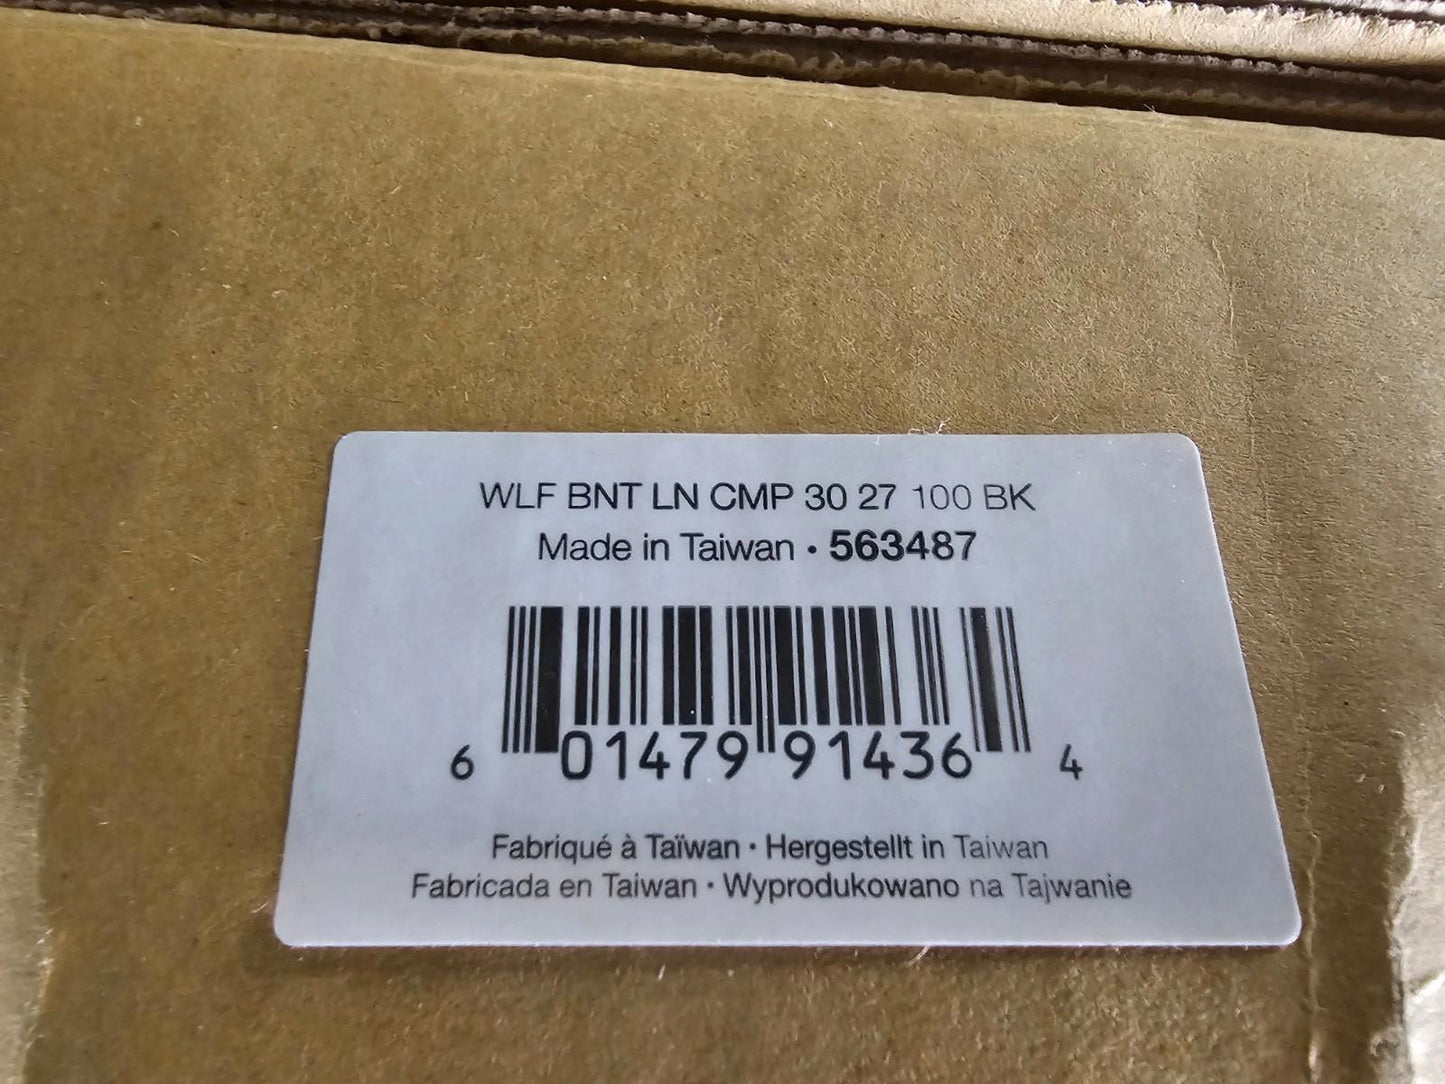 WLF BNT LN CMP 30 27 100 BK
Made in Taiwan • 563487
6 01479 91436 4
Fabriqué à Taïwan • Hergestellt in Taiwan
Fabricada en Taiwan • Wyprodukowano na Tajwanie